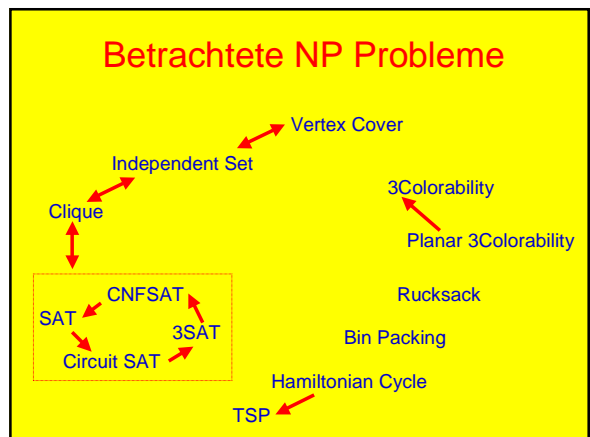 Betrachtete NP Probleme
Vertex Cover
Independent Set
3Colorability
Clique
Planar 3Colorability
CNFSAT
Rucksack
SAT
3SAT
Bin Packing
Circuit SAT
Hamiltonian Cycle
TSP